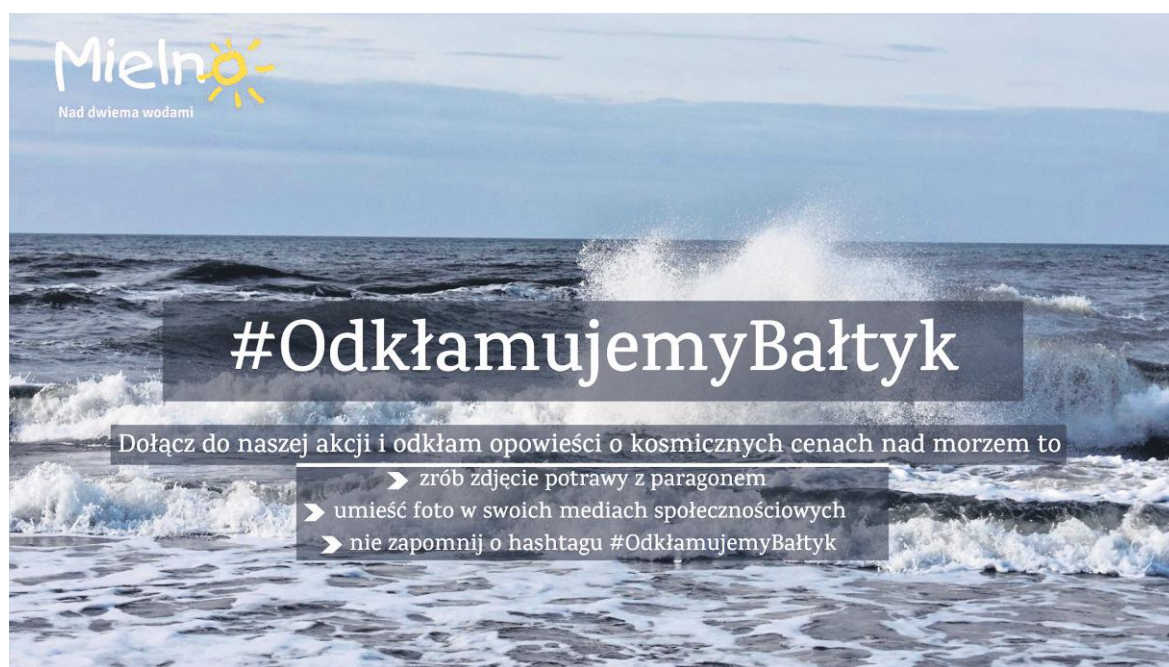 Mielno
Nad dwiema wodami
#OdkłamujemyBałtyk
Dołącz do naszej akcji i odkłam opowieści o kosmicznych cenach nad morzem to
zrób zdjęcie potrawy z paragonem
umieść foto w swoich mediach społecznościowych
nie zapomnij o hashtagu #OdkłamujemyBałtyk